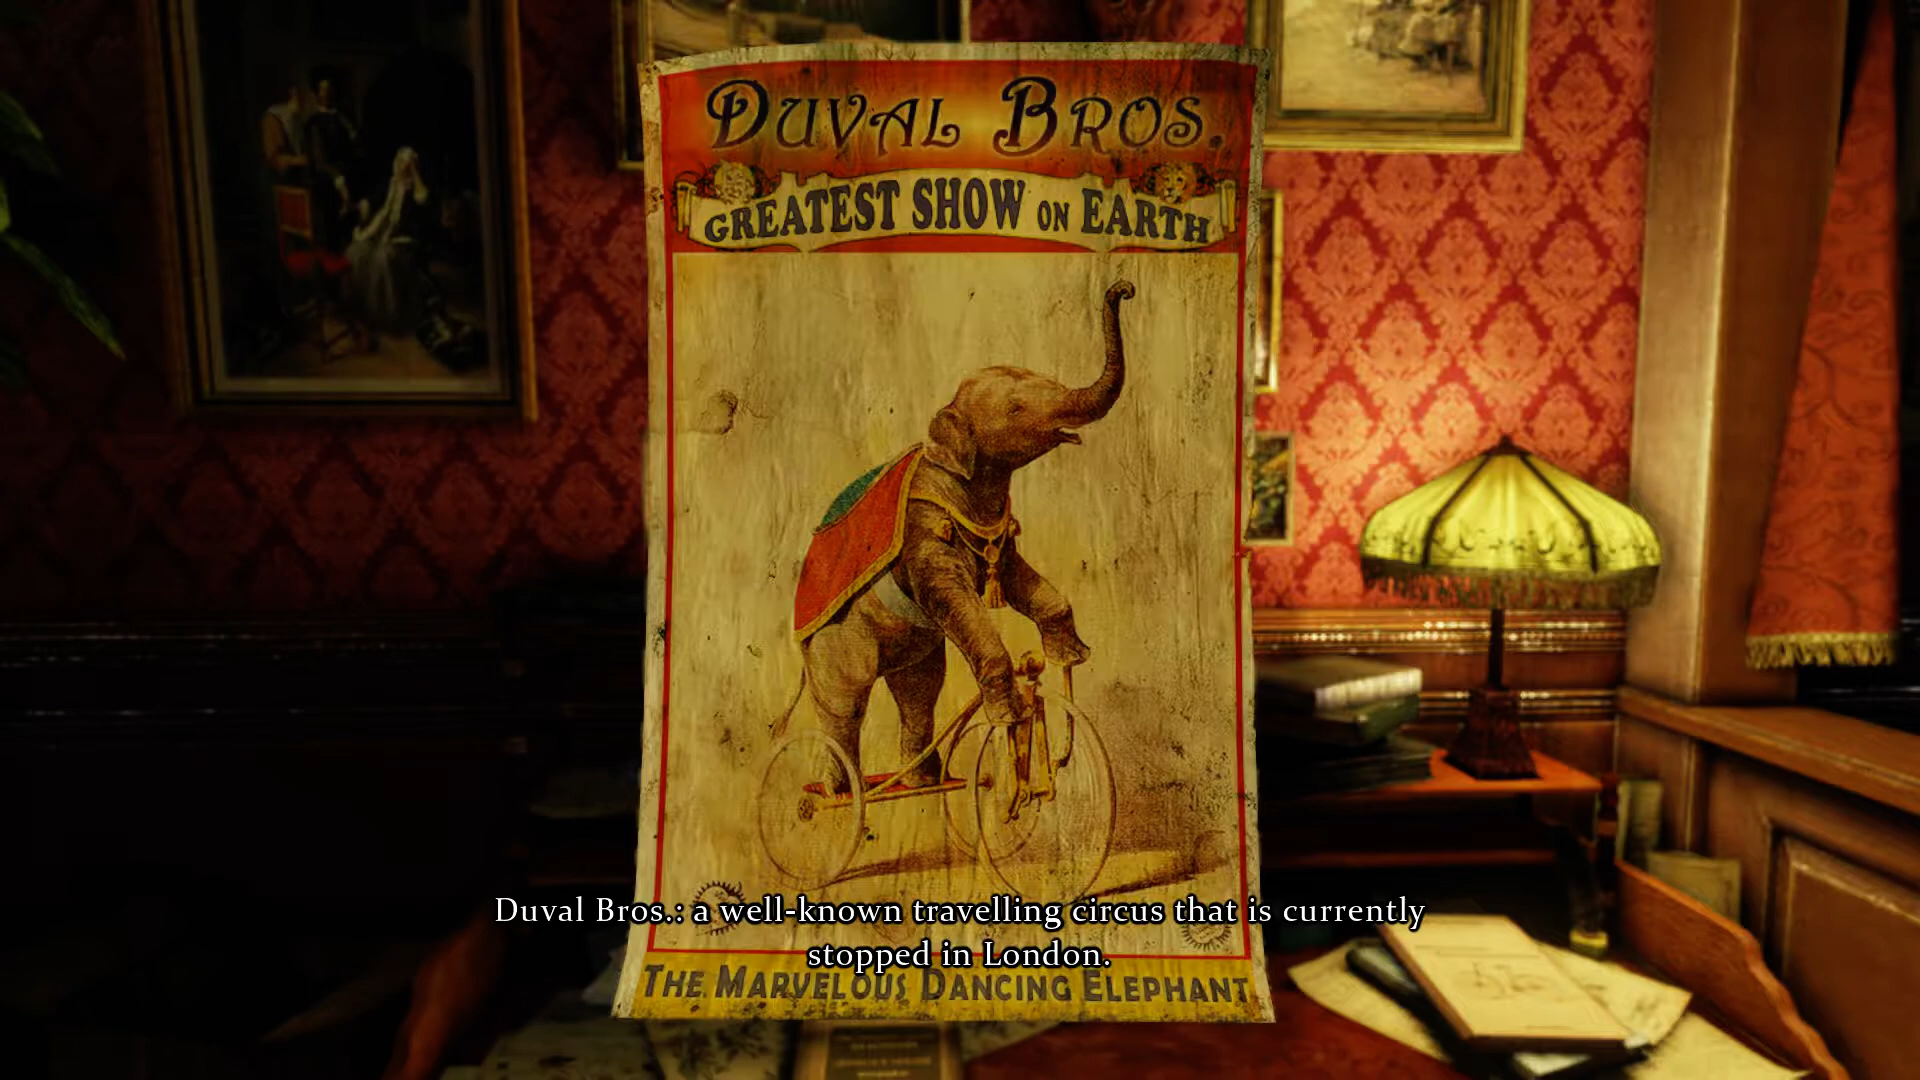 DUVAL BROS.
GREATEST SHOW ON EARTH
Duval Bros.: a well-known travelling circus that is currently
stopped in London.
THE MARVELOUS DANCING ELEPHANT